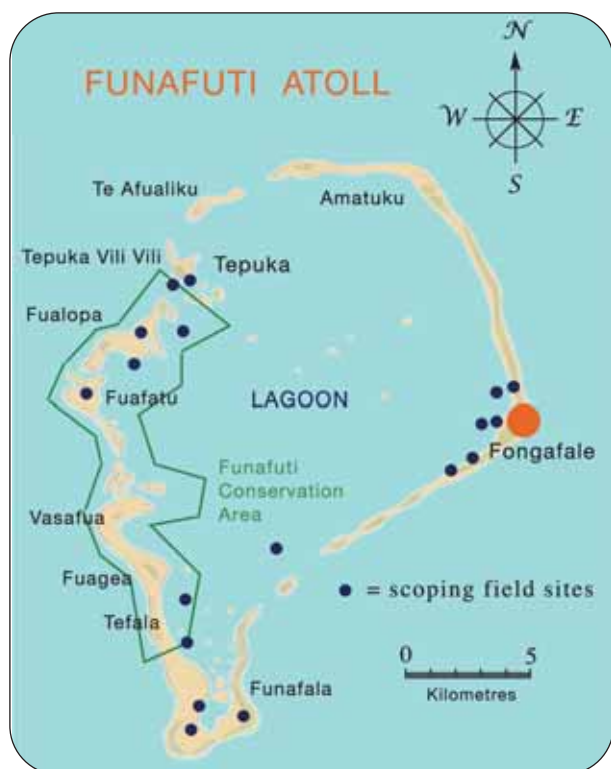 FUNAFUTI ATOLL
N
W
E
S
Te Afualiku
Amatuku
Tepuka Vili Vili
Tepuka
Fualopa
Fuafatu
LAGOON
Fongafale
Funafuti
Conservation
Area
Vasafua
Fuagea
= scoping field sites
Tefala
0 5
Kilometres
Funafala